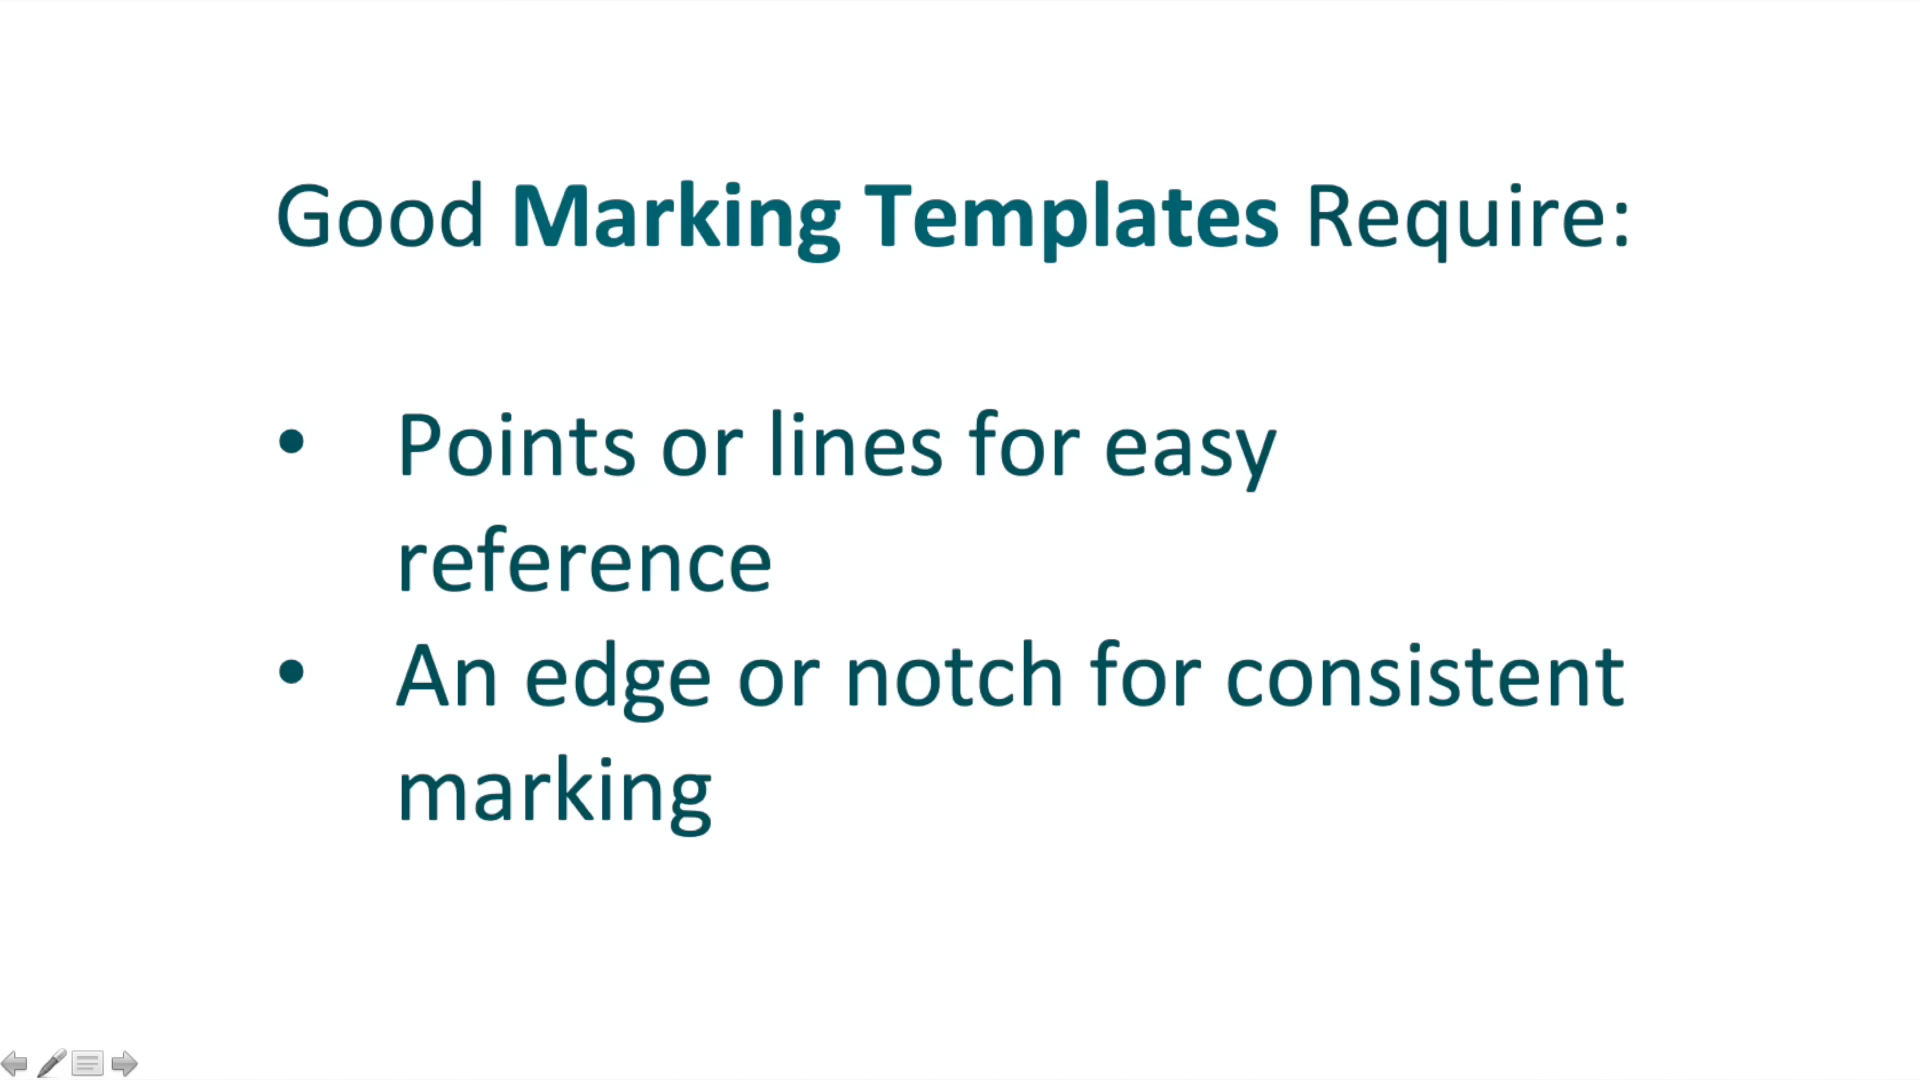 Good Marking Templates Require:
• Points or lines for easy
reference
• An edge or notch for consistent
marking